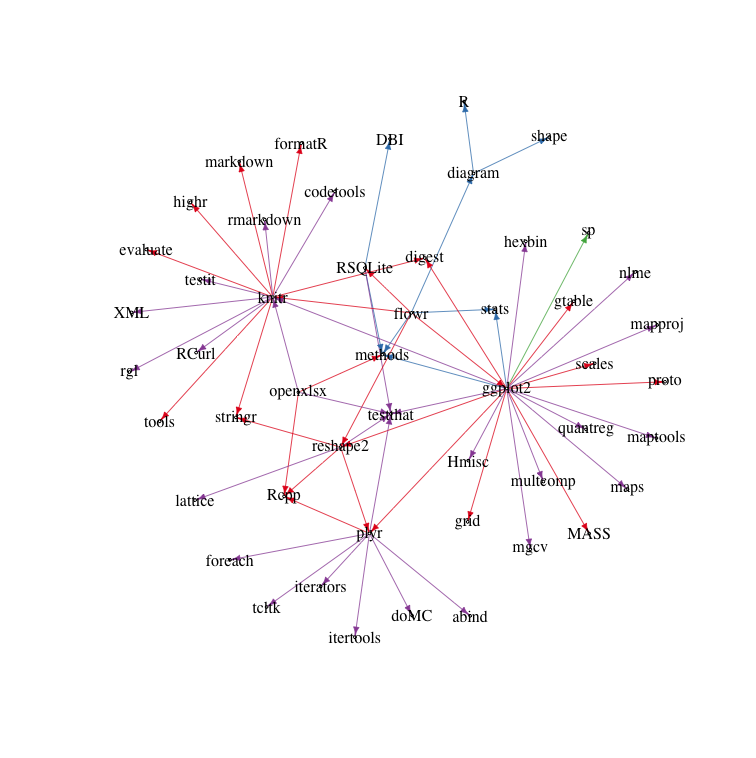 R
shape
DBI
formatR
markdown
diagram
codetools
highr
rmarkdown
sp
hexbin
evaluate
digest
RSQLite
nlme
testit
knitr
gtable
XML
stats
flowr
mapproj
RCurl
methods
scales
rgl
proto
ggplot2
openxlsx
testthat
stringr
tools
quantreg
maptools
reshape2
Hmisc
multcomp
maps
Rcpp
lattice
grid
plyr
MASS
mgcv
foreach
iterators
tcltk
doMC
abind
itertools